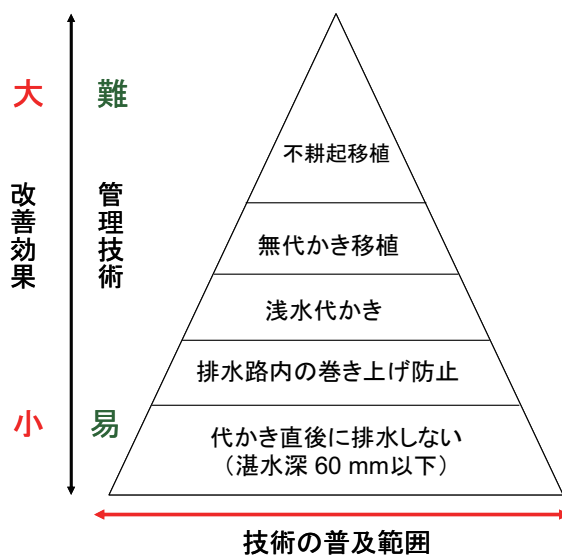 大
難
不耕起移植
改善効果
管理技術
無代かき移植
浅水代かき
排水路内の巻き上げ防止
小
易
代かき直後に排水しない
（湛水深 60 mm以下）
技術の普及範囲